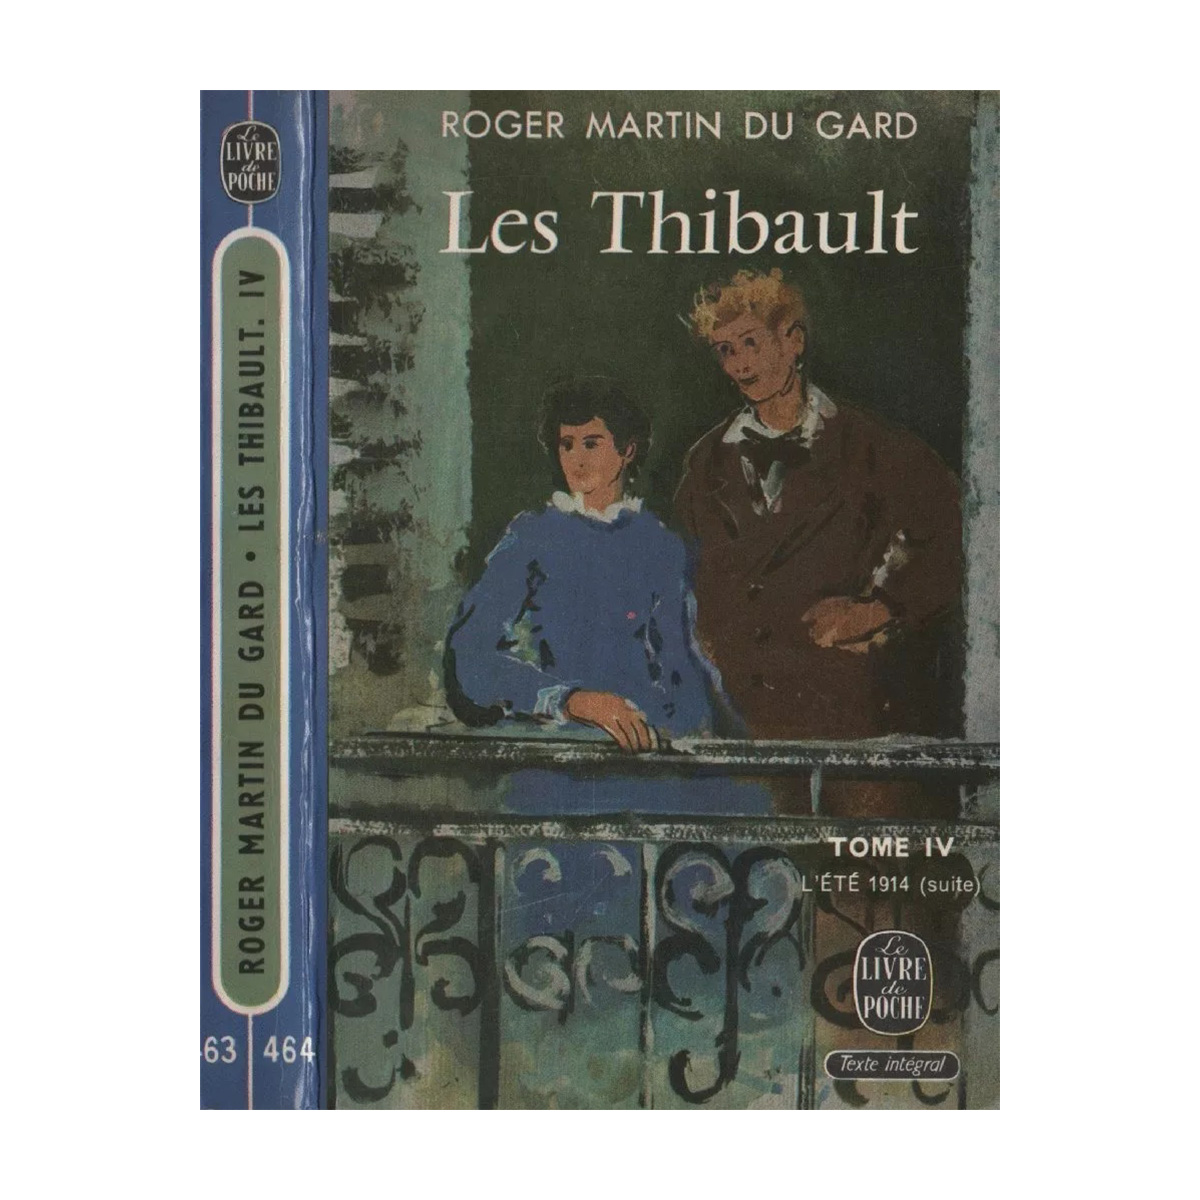 Le
LIVRE
de
POCHE
ROGER MARTIN DU GARD • LES THIBAULT. IV
63 464
ROGER MARTIN DU GARD
Les Thibault
TOME IV
L'ÉTÉ 1914 (suite)
Le
LIVRE
de
POCHE
Texte intégral